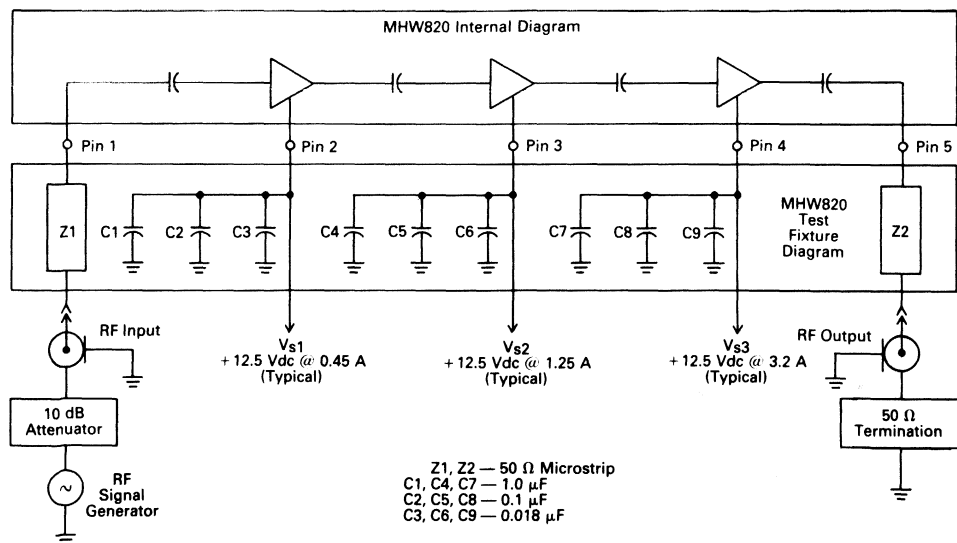 MHW820 Internal Diagram
Pin 1
Pin 2
Pin 3
Pin 4
Pin 5
Z1
C1
C2
C3
C4
C5
C6
C7
C8
C9
MHW820
Test
Fixture
Diagram
Z2
RF Input
Vs1
+ 12.5 Vdc @ 0.45 A
(Typical)
Vs2
+ 12.5 Vdc @ 1.25 A
(Typical)
Vs3
+ 12.5 Vdc @ 3.2 A
(Typical)
RF Output
10 dB
Attenuator
50 Ω
Termination
~
RF
Signal
Generator
Z1, Z2 — 50 Ω Microstrip
C1, C4, C7 — 1.0 μF
C2, C5, C8 — 0.1 μF
C3, C6, C9 — 0.018 μF